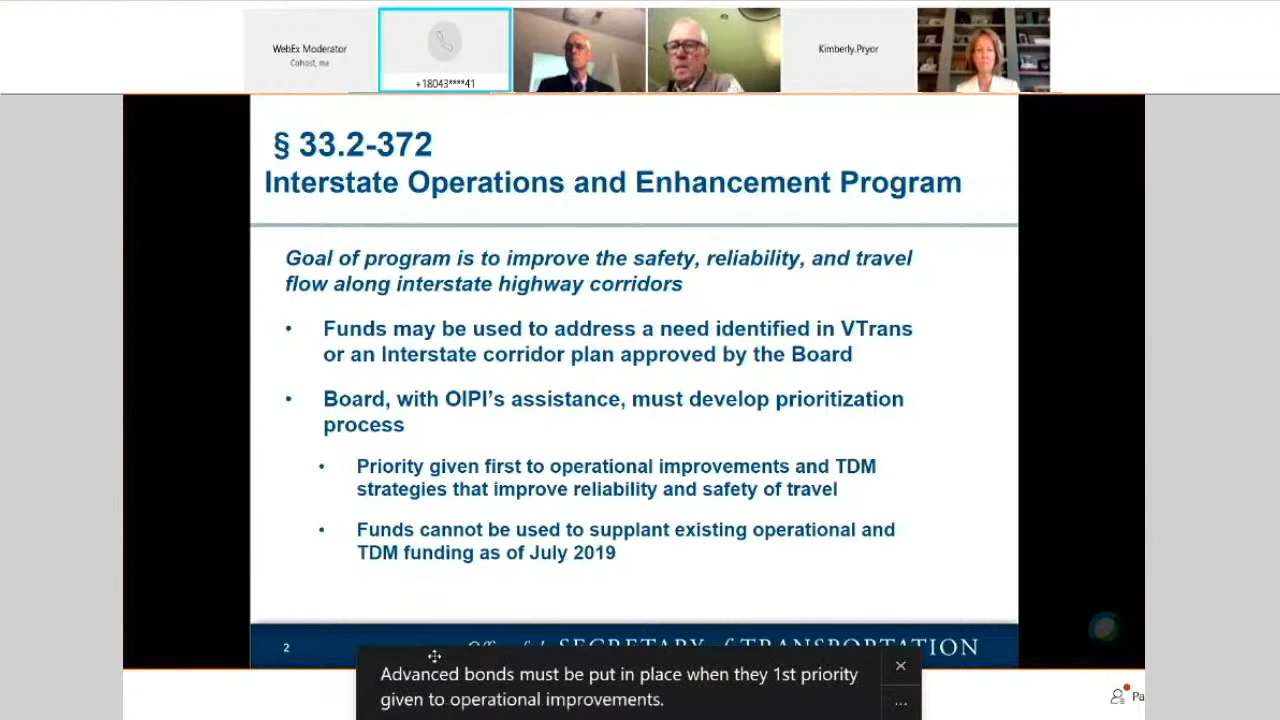 WebEx Moderator
Cohost, me
+18043****41
Kimberly.Pryor
§ 33.2-372
Interstate Operations and Enhancement Program
Goal of program is to improve the safety, reliability, and travel
flow along interstate highway corridors
• Funds may be used to address a need identified in VTrans
or an Interstate corridor plan approved by the Board
• Board, with OIPI's assistance, must develop prioritization
process
• Priority given first to operational improvements and TDM
strategies that improve reliability and safety of travel
• Funds cannot be used to supplant existing operational and
TDM funding as of July 2019
2
SECRETARY of TRANSPORTATION
Advanced bonds must be put in place when they 1st priority
given to operational improvements.
Pa